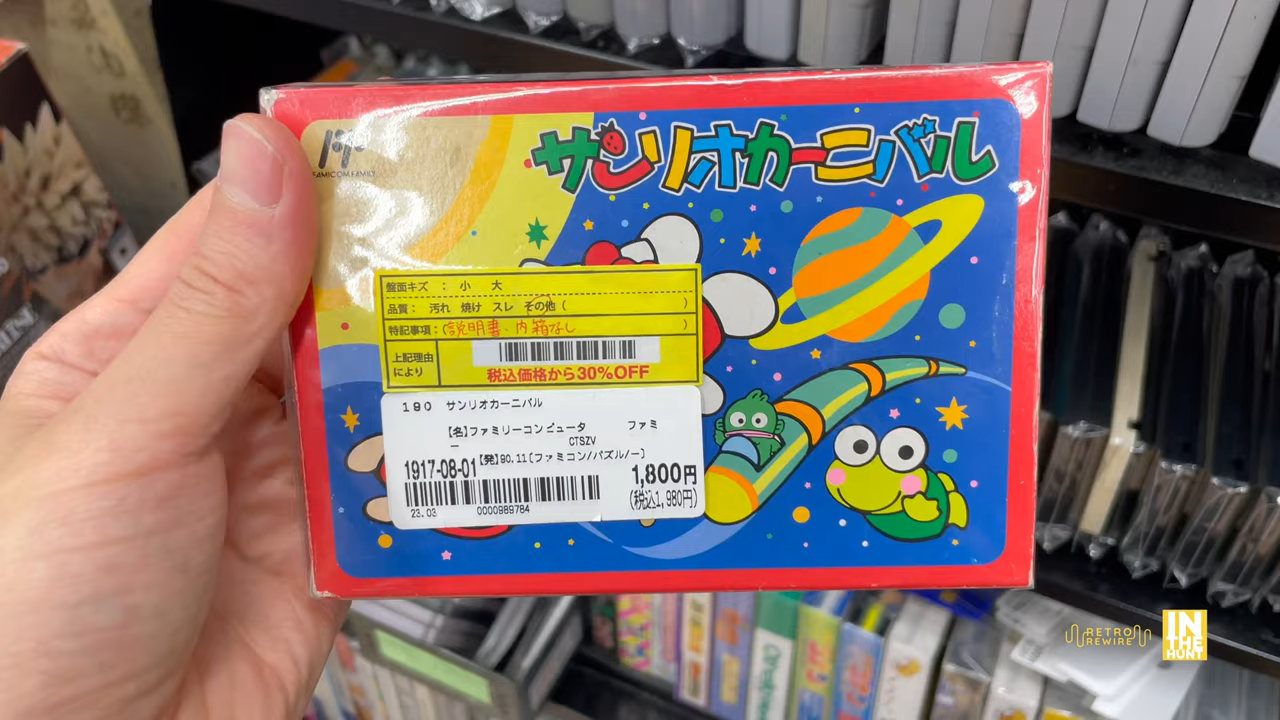 サンリオカーニバル
FAMICOM FAMILY
盤面キズ : 小 大
品質: 汚れ 焼け スレ その他 ( )
特記事項:(説明書・内箱なし )
上記理由
により
税込価格から30%OFF
190 サンリオカーニバル
【名】ファミリーコンピュータ ファミ
ー CTSZV
1917-08-01【発】90.11(ファミコン/パズル/ー)
1,800円
(税込1,980円)
23.03 0000989784
RETRO
REWIRE
IN
THE
HUNT